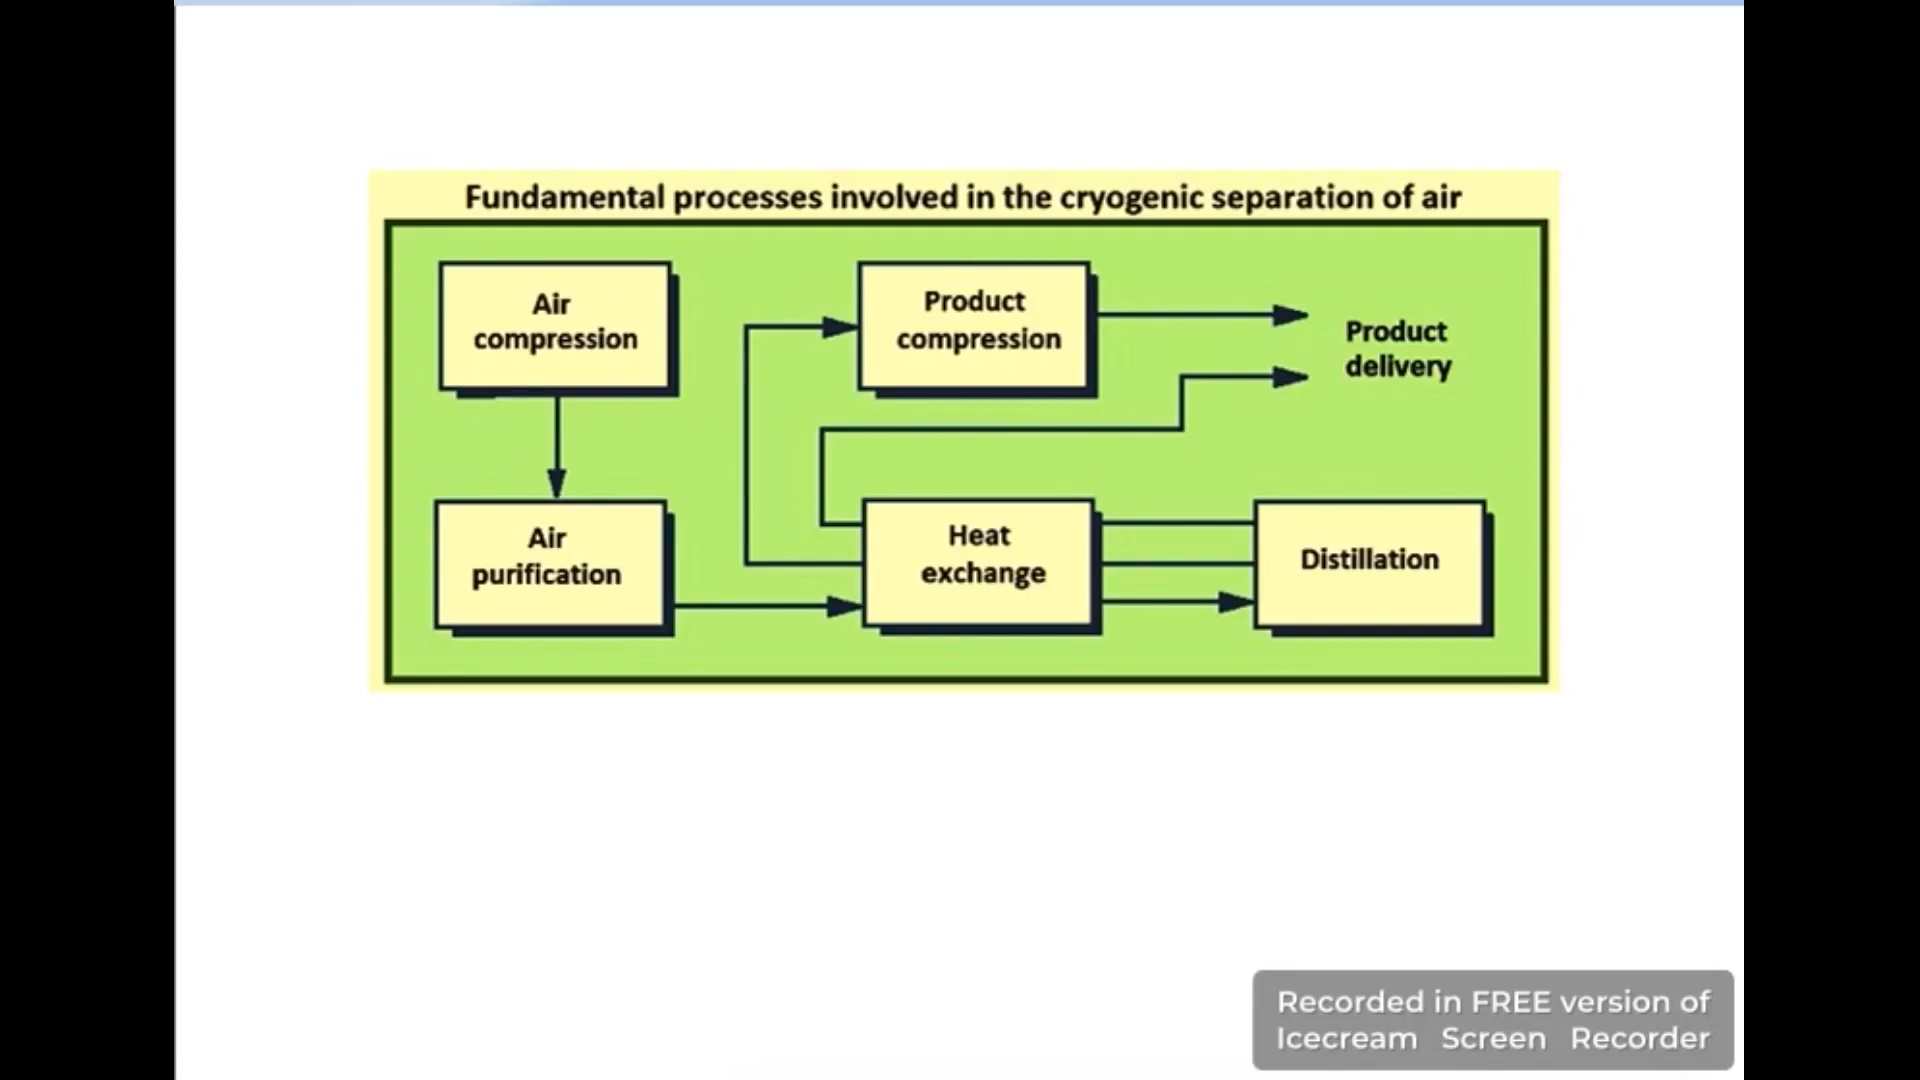 Fundamental processes involved in the cryogenic separation of air
Air
compression
Product
compression
Product
delivery
Air
purification
Heat
exchange
Distillation
Recorded in FREE version of
Icecream Screen Recorder